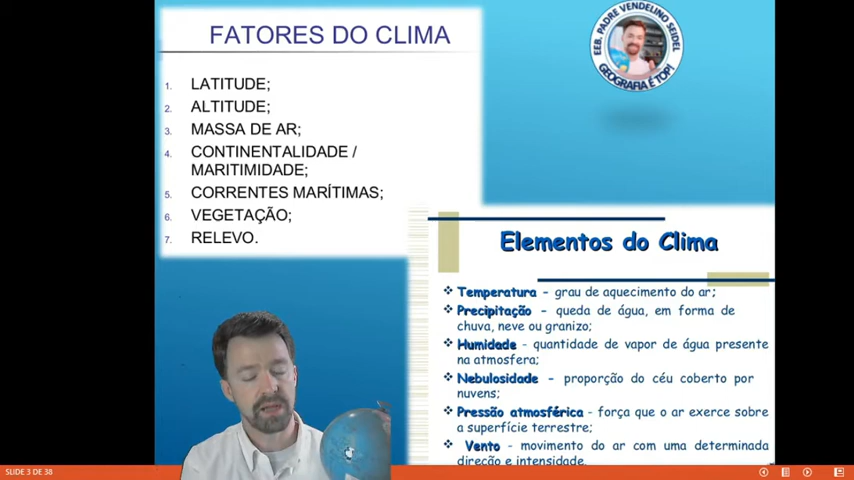 FATORES DO CLIMA
1. LATITUDE;
2. ALTITUDE;
3. MASSA DE AR;
4. CONTINENTALIDADE /
MARITIMIDADE;
5. CORRENTES MARÍTIMAS;
6. VEGETAÇÃO;
7. RELEVO.
EEB. PADRE VENDELINO SEIDEL
GEOGRAFIA É TOP!
Elementos do Clima
Temperatura - grau de aquecimento do ar;
Precipitação - queda de água, em forma de
chuva, neve ou granizo;
Humidade - quantidade de vapor de água presente
na atmosfera;
Nebulosidade - proporção do céu coberto por
nuvens;
Pressão atmosférica - força que o ar exerce sobre
a superfície terrestre;
Vento - movimento do ar com uma determinada
direcção e intensidade.
SLIDE 3 DE 38